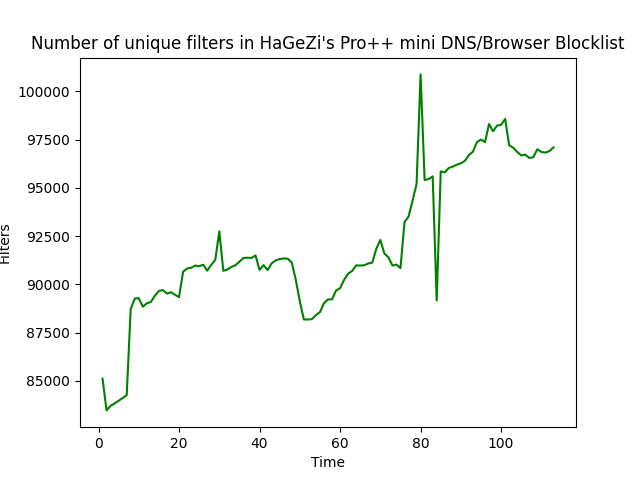 Number of unique filters in HaGeZi's Pro++ mini DNS/Browser Blocklist
100000
97500
95000
92500
90000
87500
85000
Filters
0 20 40 60 80 100
Time